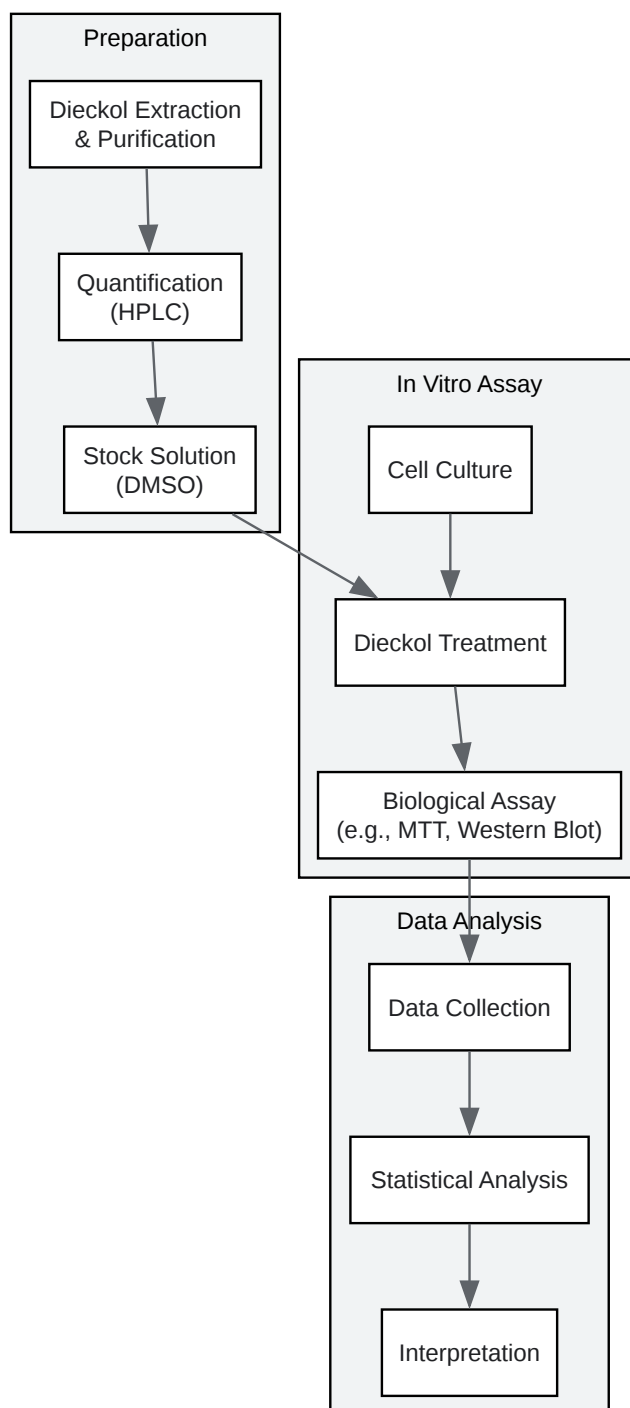 Preparation
Dieckol Extraction
& Purification
Quantification
(HPLC)
Stock Solution
(DMSO)
In Vitro Assay
Cell Culture
Dieckol Treatment
Biological Assay
(e.g., MTT, Western Blot)
Data Analysis
Data Collection
Statistical Analysis
Interpretation